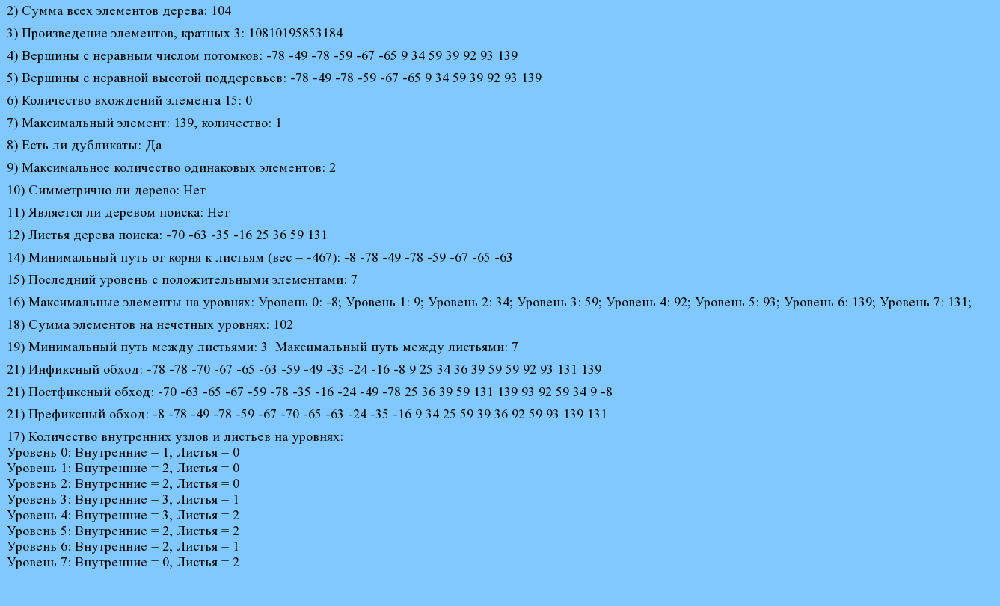 2) Сумма всех элементов дерева: 104
3) Произведение элементов, кратных 3: 10810195853184
4) Вершины с неравным числом потомков: -78 -49 -78 -59 -67 -65 9 34 59 39 92 93 139
5) Вершины с неравной высотой поддеревьев: -78 -49 -78 -59 -67 -65 9 34 59 39 92 93 139
6) Количество вхождений элемента 15: 0
7) Максимальный элемент: 139, количество: 1
8) Есть ли дубликаты: Да
9) Максимальное количество одинаковых элементов: 2
10) Симметрично ли дерево: Нет
11) Является ли деревом поиска: Нет
12) Листья дерева поиска: -70 -63 -35 -16 25 36 59 131
14) Минимальный путь от корня к листьям (вес = -467): -8 -78 -49 -78 -59 -67 -65 -63
15) Последний уровень с положительными элементами: 7
16) Максимальные элементы на уровнях: Уровень 0: -8; Уровень 1: 9; Уровень 2: 34; Уровень 3: 59; Уровень 4: 92; Уровень 5: 93; Уровень 6: 139; Уровень 7: 131;
18) Сумма элементов на нечетных уровнях: 102
19) Минимальный путь между листьями: 3  Максимальный путь между листьями: 7
21) Инфиксный обход: -78 -78 -70 -67 -65 -63 -59 -49 -35 -24 -16 -8 9 25 34 36 39 59 59 92 93 131 139
21) Постфиксный обход: -70 -63 -65 -67 -59 -78 -35 -16 -24 -49 -78 25 36 39 59 131 139 93 92 59 34 9 -8
21) Префиксный обход: -8 -78 -49 -78 -59 -67 -70 -65 -63 -24 -35 -16 9 34 25 59 39 36 92 59 93 139 131
17) Количество внутренних узлов и листьев на уровнях:
Уровень 0: Внутренние = 1, Листья = 0
Уровень 1: Внутренние = 2, Листья = 0
Уровень 2: Внутренние = 2, Листья = 0
Уровень 3: Внутренние = 3, Листья = 1
Уровень 4: Внутренние = 3, Листья = 2
Уровень 5: Внутренние = 2, Листья = 2
Уровень 6: Внутренние = 2, Листья = 1
Уровень 7: Внутренние = 0, Листья = 2